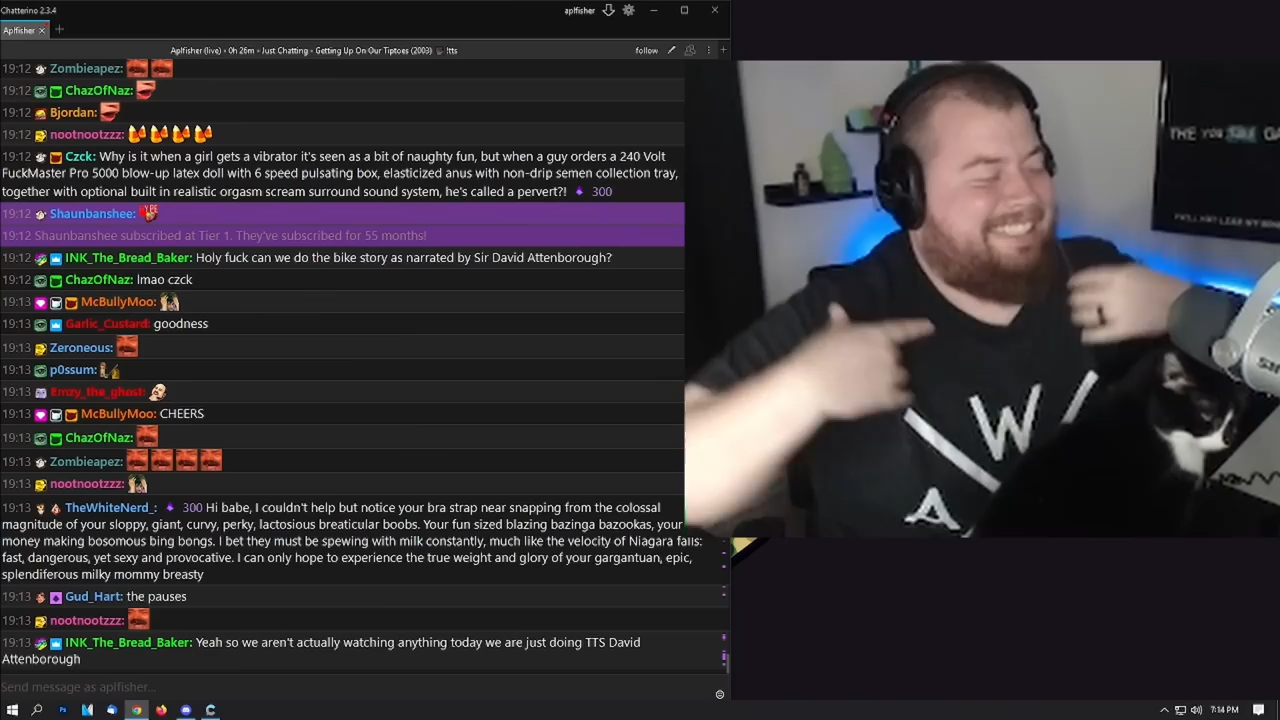 Chatterino 2.3.4
aplfisher
Aplfisher
Aplfisher (live) • 0h 26m • Just Chatting • Getting Up On Our Tiptoes (2003) !tts
follow
19:12 Zombieapez:
19:12 ChazOfNaz:
19:12 Bjordan:
19:12 nootnootzzz:
19:12 Czck: Why is it when a girl gets a vibrator it's seen as a bit of naughty fun, but when a guy orders a 240 Volt
FuckMaster Pro 5000 blow-up latex doll with 6 speed pulsating box, elasticized anus with non-drip semen collection tray,
together with optional built in realistic orgasm scream surround sound system, he's called a pervert?! 300
19:12 Shaunbanshee:
19:12 Shaunbanshee subscribed at Tier 1. They've subscribed for 55 months!
19:12 INK_The_Bread_Baker: Holy fuck can we do the bike story as narrated by Sir David Attenborough?
19:12 ChazOfNaz: lmao czck
19:13 McBullyMoo:
19:13 Garlic_Custard: goodness
19:13 Zeroneous:
19:13 p0ssum:
19:13 Emzy_the_ghost:
19:13 McBullyMoo: CHEERS
19:13 ChazOfNaz:
19:13 Zombieapez:
19:13 nootnootzzz:
19:13 TheWhiteNerd_: 300 Hi babe, I couldn't help but notice your bra strap near snapping from the colossal
magnitude of your sloppy, giant, curvy, perky, lactosious breaticular boobs. Your fun sized blazing bazinga bazookas, your
money making bosomous bing bongs. I bet they must be spewing with milk constantly, much like the velocity of Niagara falls:
fast, dangerous, yet sexy and provocative. I can only hope to experience the true weight and glory of your gargantuan, epic,
splendiferous milky mommy breasty
19:13 Gud_Hart: the pauses
19:13 nootnootzzz:
19:13 INK_The_Bread_Baker: Yeah so we aren't actually watching anything today we are just doing TTS David
Attenborough
Send message as aplfisher...
7:14 PM
THE YOU
W
A